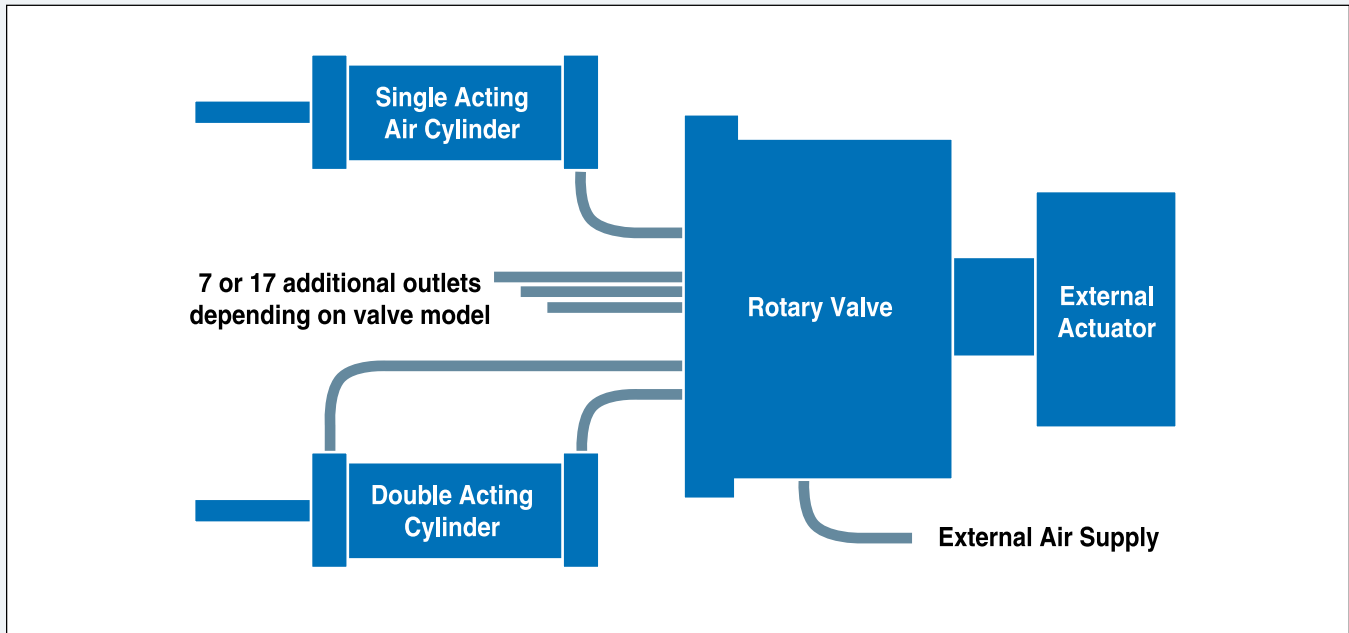 Single Acting
Air Cylinder
7 or 17 additional outlets
depending on valve model
Rotary Valve
External
Actuator
Double Acting
Cylinder
External Air Supply